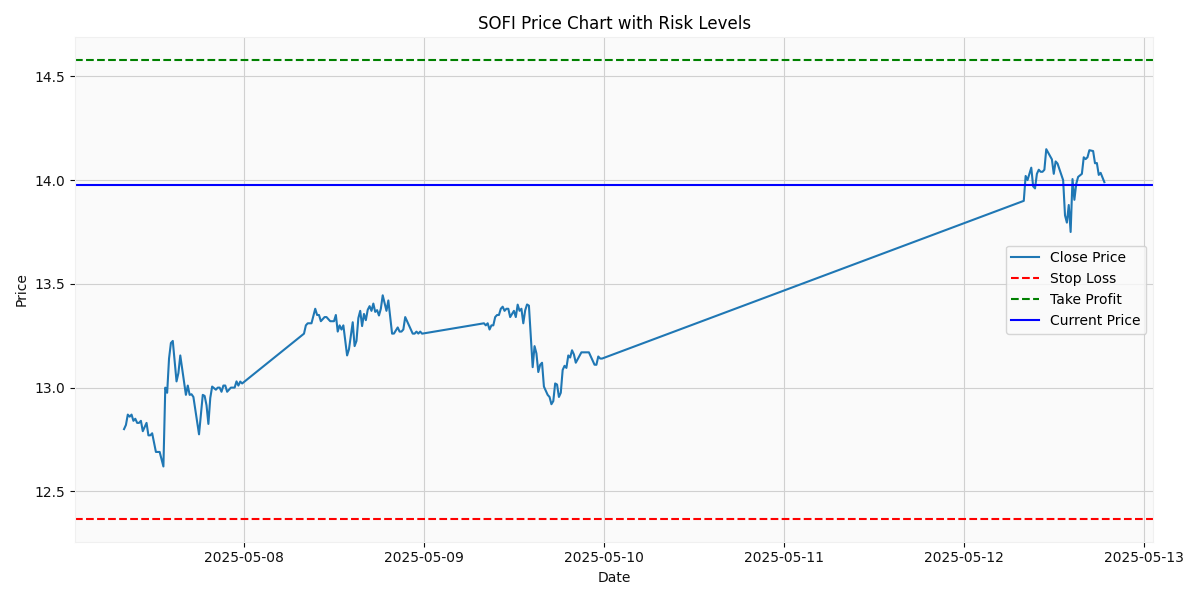 SOFI Price Chart with Risk Levels
14.5
14.0
13.5
13.0
12.5
Price
Close Price
Stop Loss
Take Profit
Current Price
2025-05-08
2025-05-09
2025-05-10
2025-05-11
2025-05-12
2025-05-13
Date